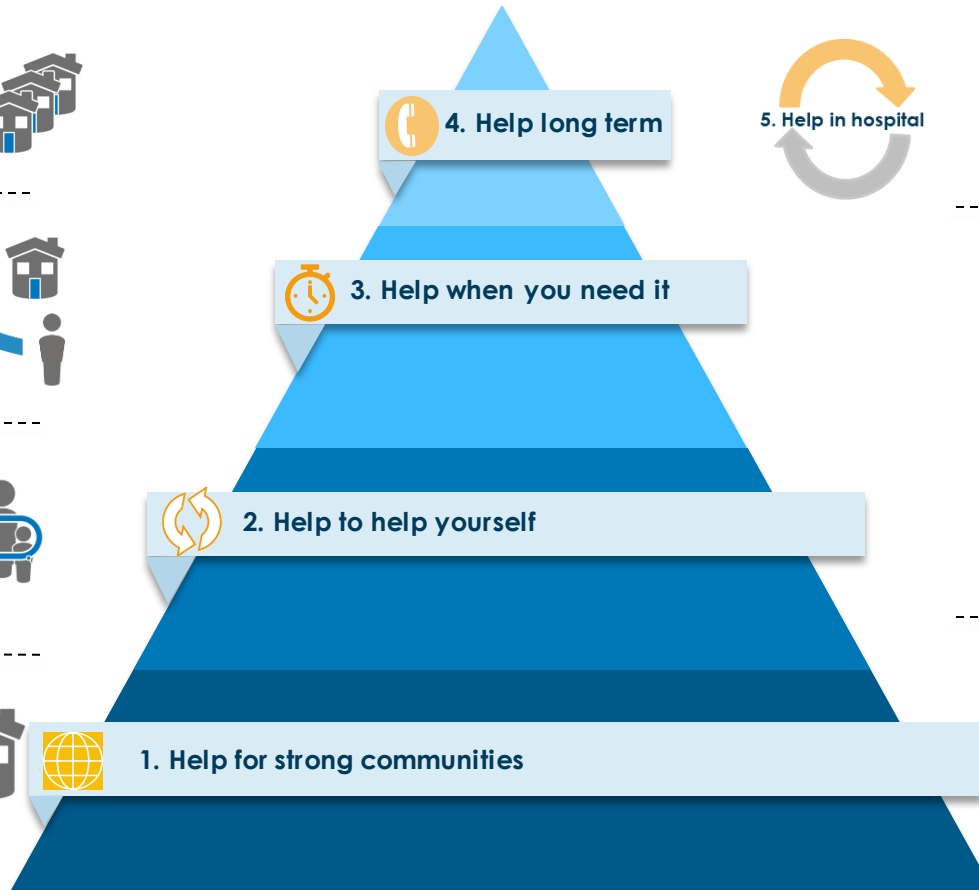 4. Help long term
5. Help in hospital
3. Help when you need it
2. Help to help yourself
1. Help for strong communities